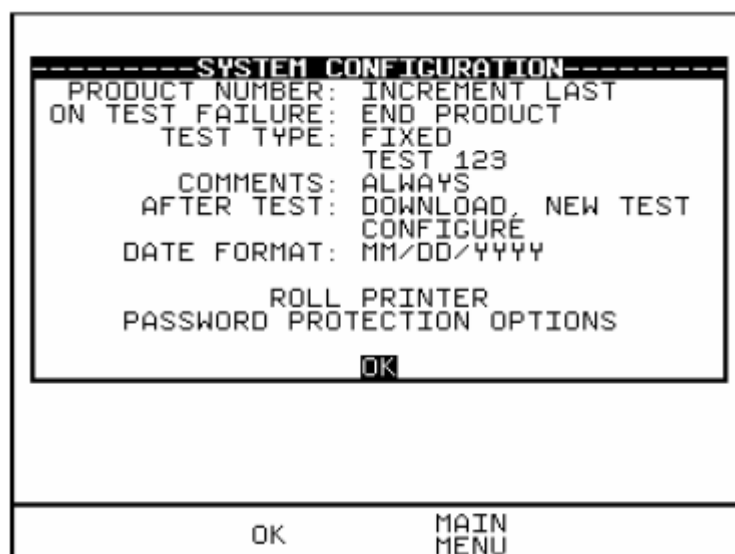 ---------SYSTEM CONFIGURATION---------
PRODUCT NUMBER: INCREMENT LAST
ON TEST FAILURE: END PRODUCT
TEST TYPE: FIXED
TEST 123
COMMENTS: ALWAYS
AFTER TEST: DOWNLOAD, NEW TEST
CONFIGURE
DATE FORMAT: MM/DD/YYYY
ROLL PRINTER
PASSWORD PROTECTION OPTIONS
OK
OK
MAIN
MENU